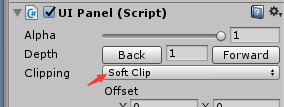 UI Panel (Script)
Alpha 1
Depth Back 1 Forward
Clipping Soft Clip
Offset